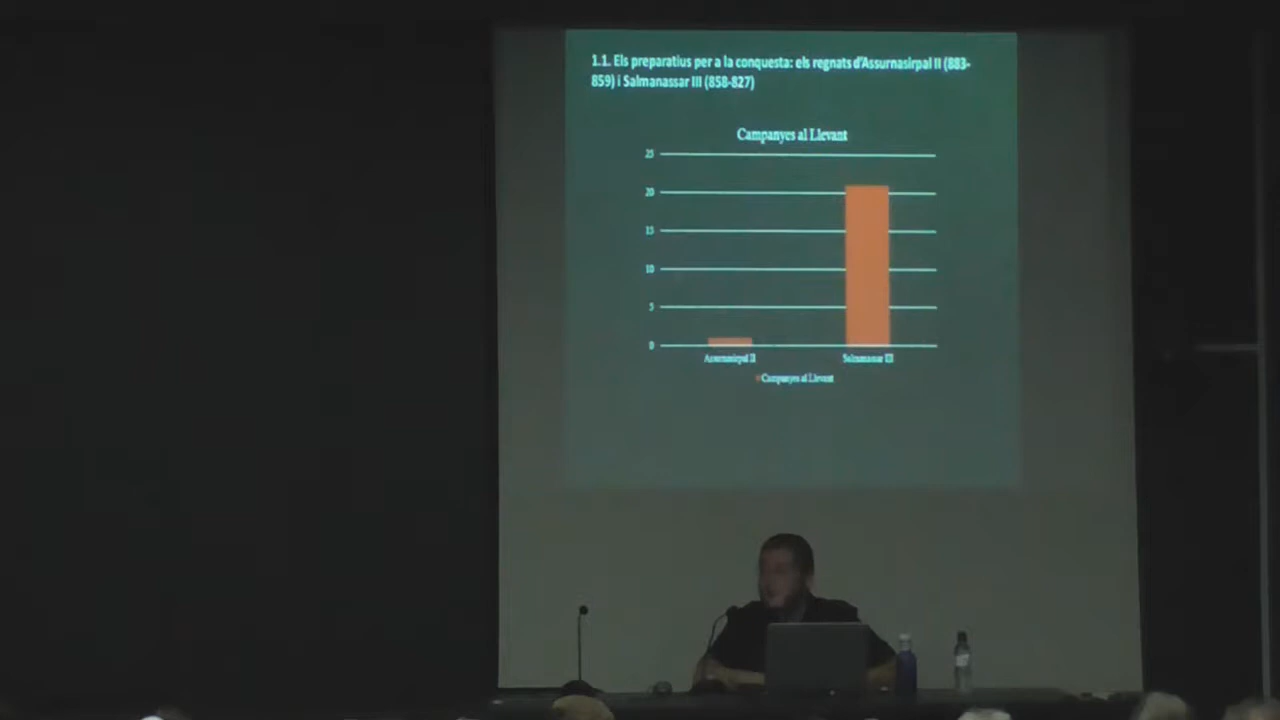 1.1. Els preparatius per a la conquesta: els regnats d'Assurnasirpal II (883-
859) i Salmanassar III (858-827)
Campanyes al Llevant
25
20
15
10
5
0
Assurnasirpal II
Salmanassar III
Campanyes al Llevant